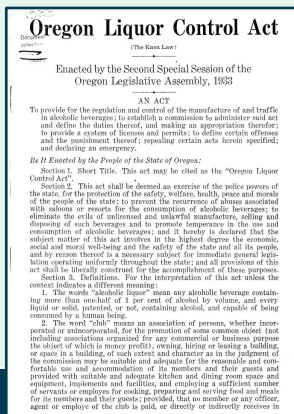 Oregon Liquor Control Act
(The Knox Law)
Enacted by the Second Special Session of the
Oregon Legislative Assembly, 1933
AN ACT
To provide for the regulation and control of the manufacture of and traffic
in alcoholic beverages; to establish a commission to administer said act
and define the duties thereof, and making an appropriation therefor;
to provide a system of licenses and permits; to define certain offenses
and the punishment thereof; repealing certain acts herein specified;
and declaring an emergency.
Be It Enacted by the People of the State of Oregon:
Section 1. Short Title. This act may be cited as the "Oregon Liquor
Control Act".
Section 2. This act shall be deemed an exercise of the police powers of
the state, for the protection of the safety, welfare, health, peace and morals
of the people of the state; to prevent the recurrence of abuses associated
with saloons or resorts for the consumption of alcoholic beverages; to
eliminate the evils of unlicensed and unlawful manufacture, selling and
disposing of such beverages and to promote temperance in the use and
consumption of alcoholic beverages; and it hereby is declared that the
subject matter of this act involves in the highest degree the economic,
social and moral well-being and the safety of the state and all its people,
and by reason thereof is a necessary subject for immediate general legis-
lation operating uniformly throughout the state; and all provisions of this
act shall be liberally construed for the accomplishment of these purposes.
Section 3. Definitions. For the interpretation of this act unless the
context indicates a different meaning:
1. The words "alcoholic liquor" mean any alcoholic beverage contain-
ing more than one-half of 1 per cent of alcohol by volume, and every
liquid or solid, patented, or not, containing alcohol, and capable of being
consumed by a human being.
2. The word "club" means an association of persons, whether incor-
porated or unincorporated, for the promotion of some common object (not
including associations organized for any commercial or business purpose
the object of which is money profit), owning, hiring or leasing a building,
or space in a building, of such extent and character as in the judgment of
the commission may be suitable and adequate for the reasonable and com-
fortable use and accommodation of its members and their guests and
provided with suitable and adequate kitchen and dining room space and
equipment, implements and facilities, and employing a sufficient number
of servants or employees for cooking, preparing and serving food and meals
for its members and their guests; provided, that no member or any officer,
agent or employe of the club is paid, or directly or indirectly receives in